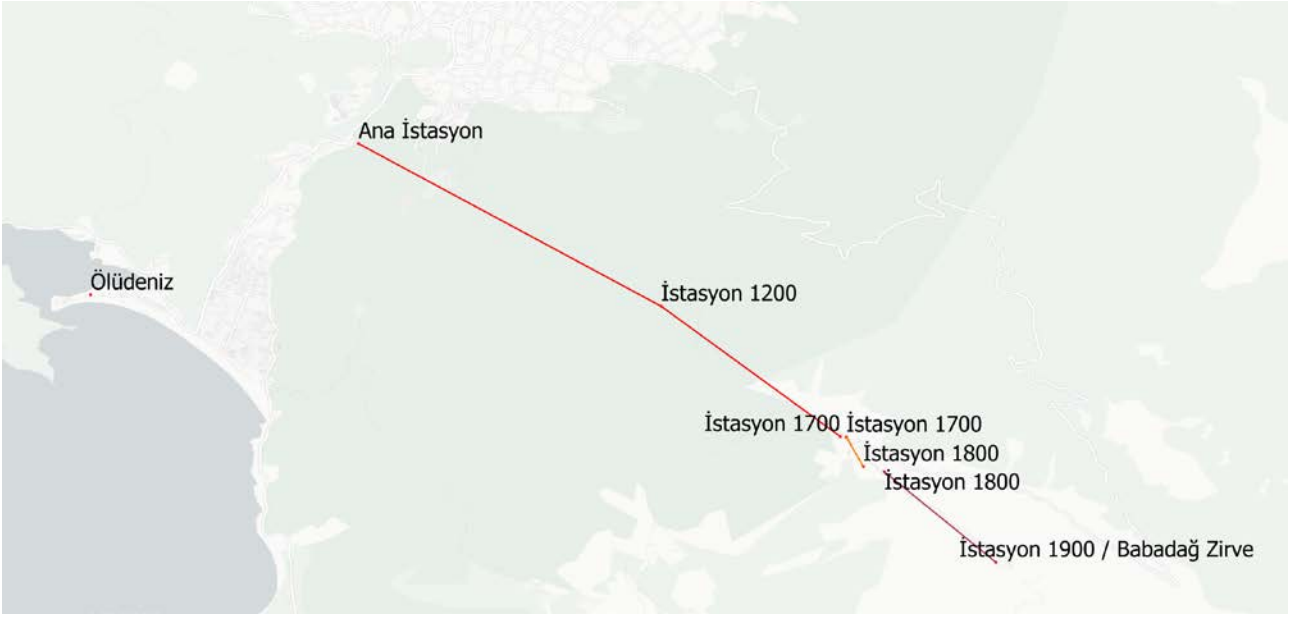 Ana İstasyon
Ölüdeniz
İstasyon 1200
İstasyon 1700 İstasyon 1700
İstasyon 1800
İstasyon 1800
İstasyon 1900 / Babadağ Zirve